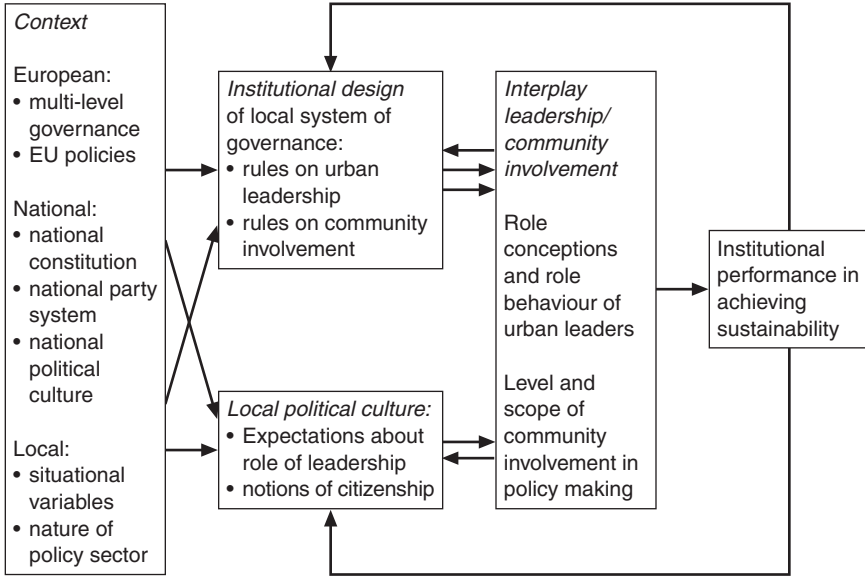 Context
European:
• multi-level
governance
• EU policies
National:
• national
constitution
• national party
system
• national
political
culture
Local:
• situational
variables
• nature of
policy sector
Institutional design
of local system of
governance:
• rules on urban
leadership
• rules on community
involvement
Local political culture:
• Expectations about
role of leadership
• notions of citizenship
Interplay
leadership/
community
involvement
Role
conceptions
and role
behaviour of
urban leaders
Level and
scope of
community
involvement in
policy making
Institutional
performance in
achieving
sustainability